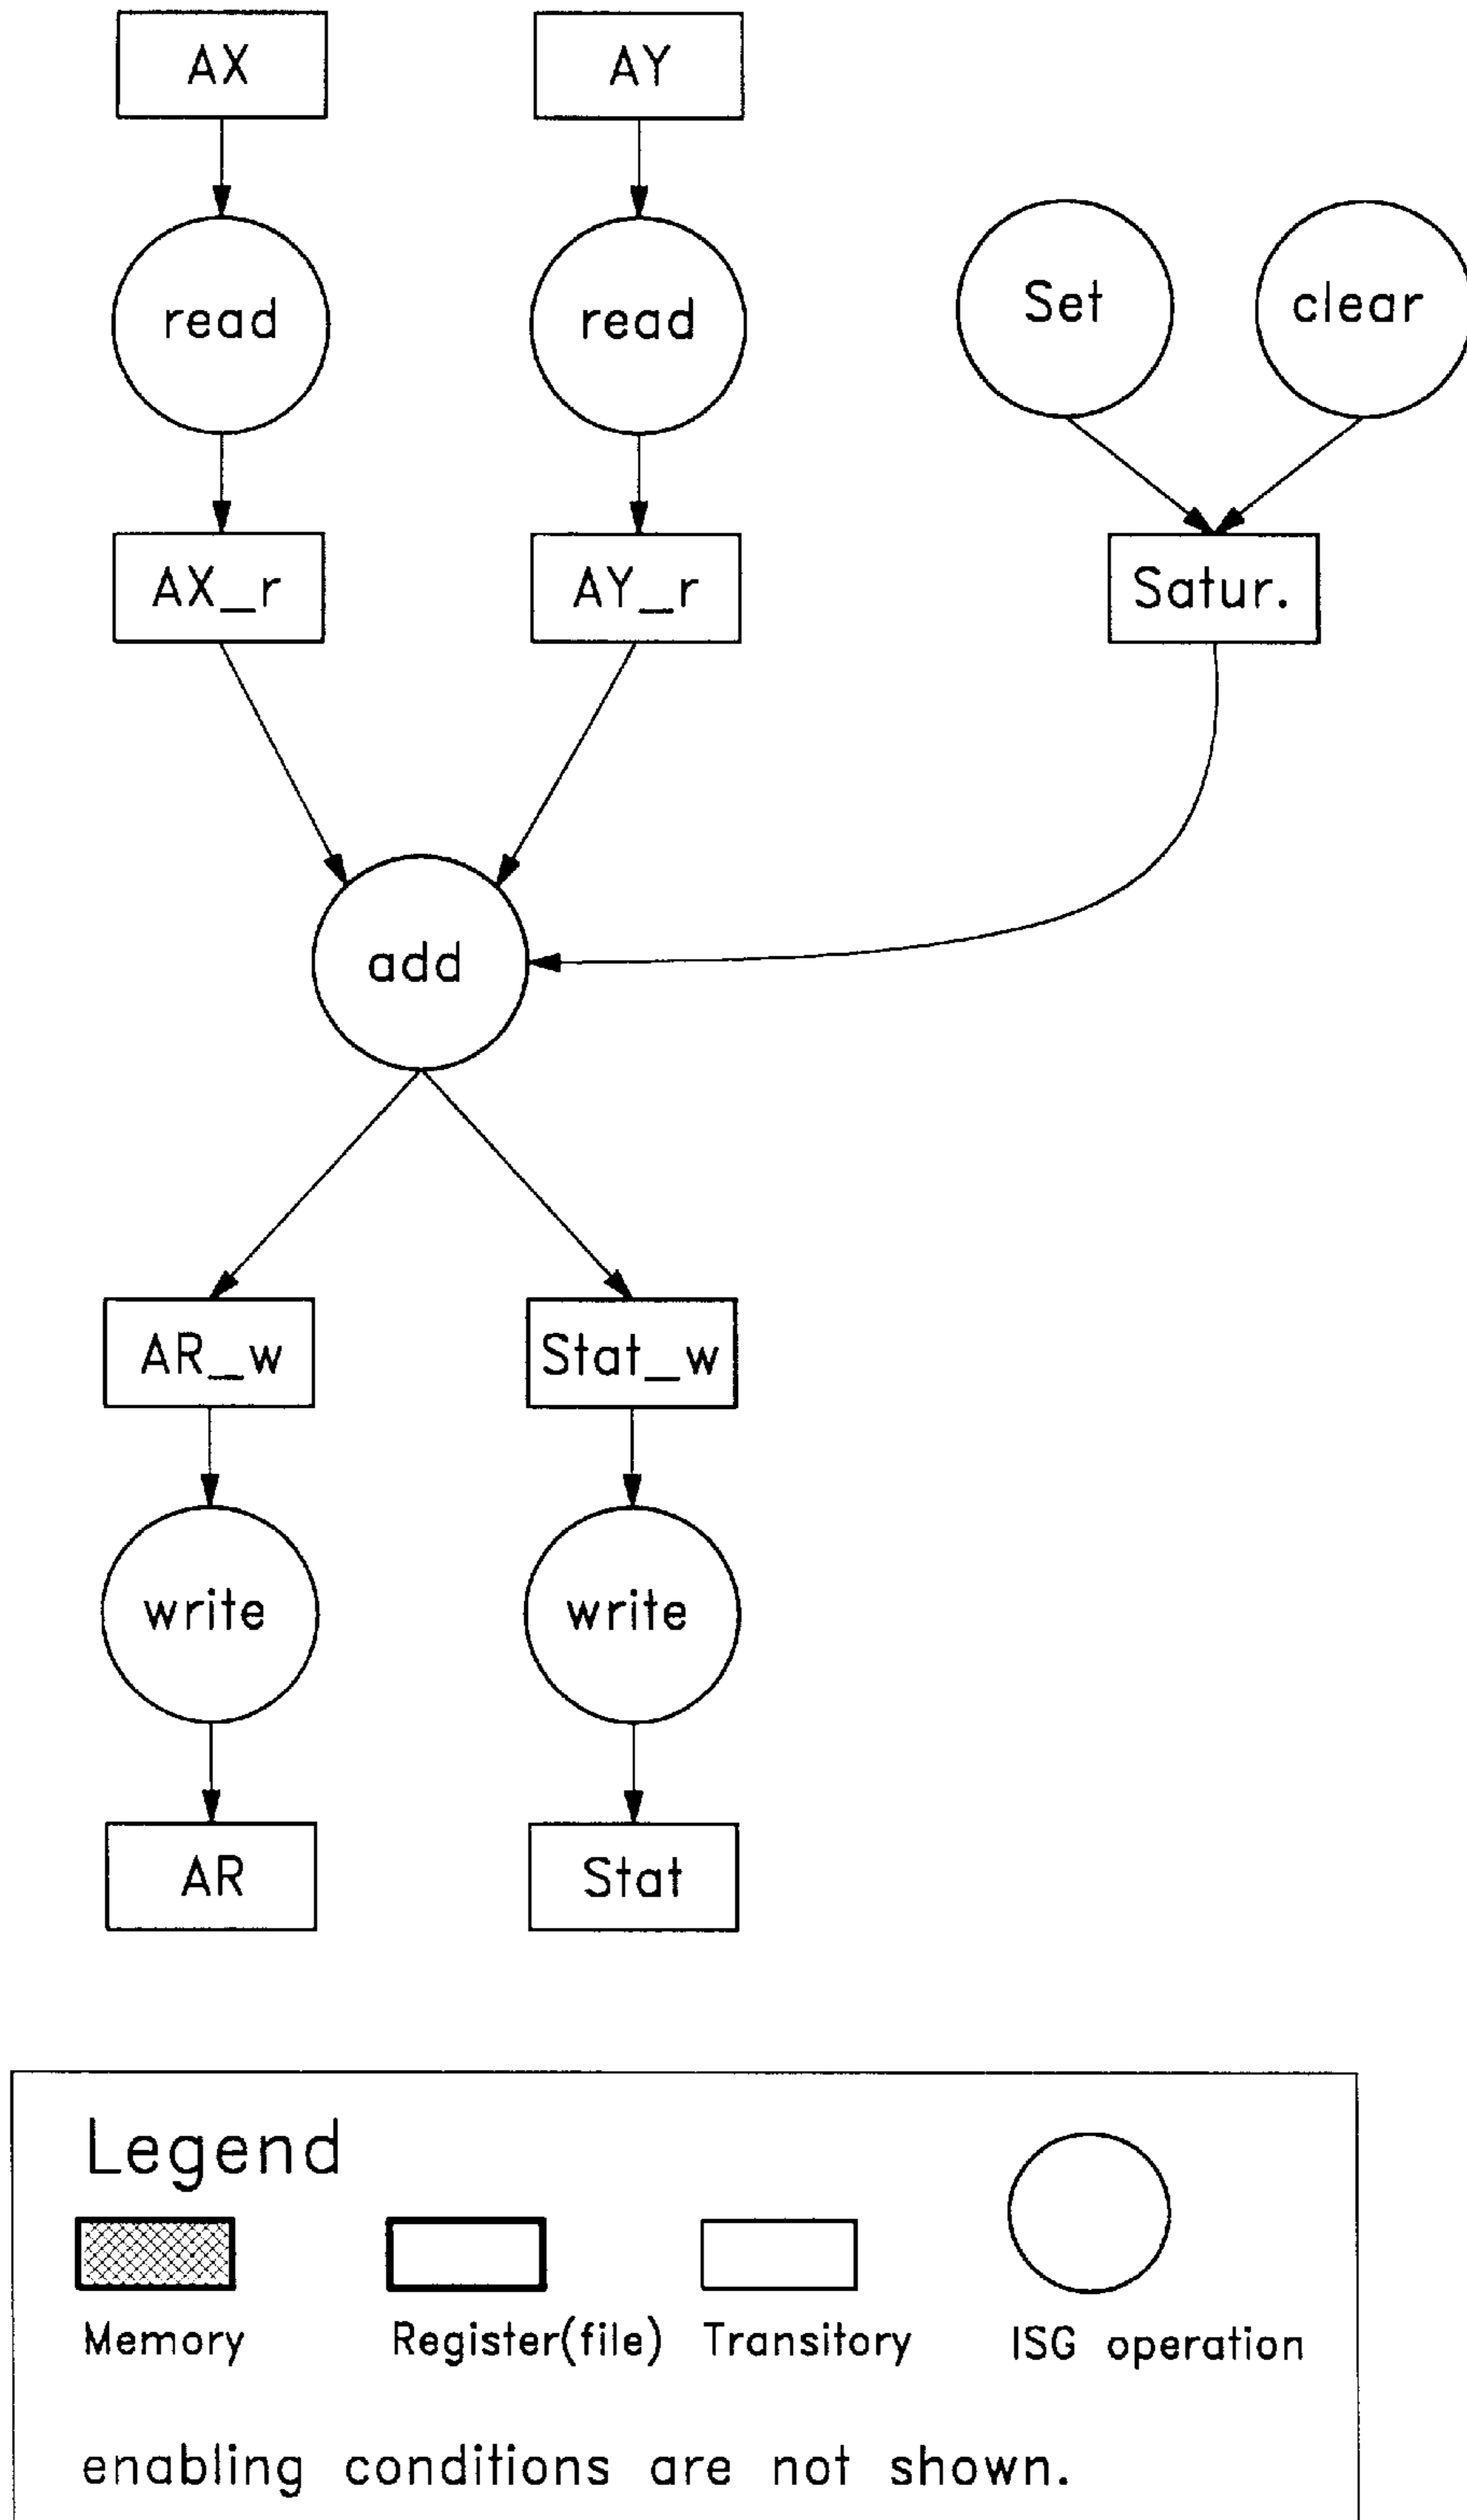 AX AY
read read Set clear
AX_r AY_r Satur.
add
AR_w Stat_w
write write
AR Stat
Legend
Memory Register(file) Transitory ISG operation
enabling conditions are not shown.